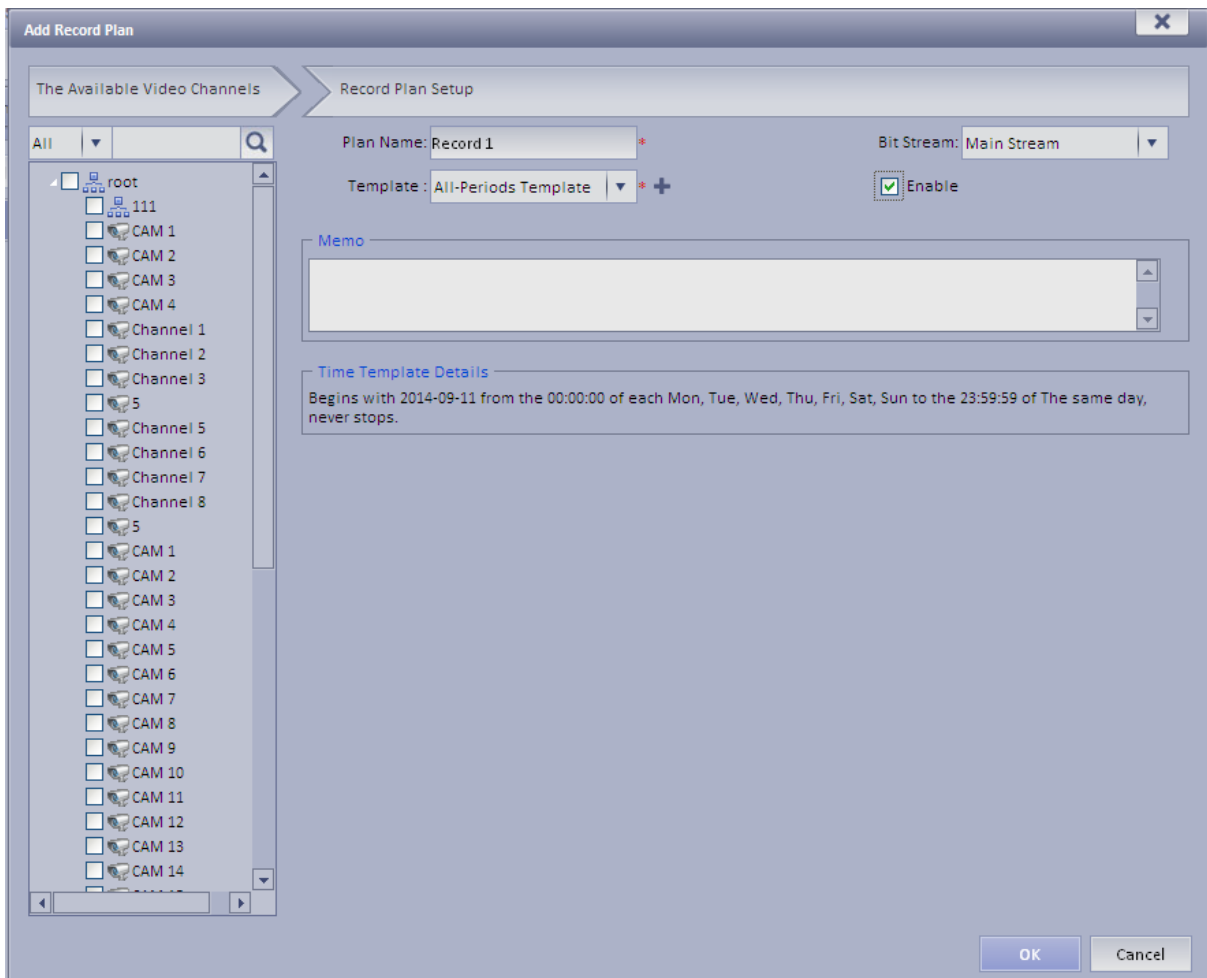 Add Record Plan
The Available Video Channels
Record Plan Setup
All
Plan Name: Record 1 *
Bit Stream: Main Stream
Template : All-Periods Template * +
Enable
root
111
CAM 1
CAM 2
CAM 3
CAM 4
Channel 1
Channel 2
Channel 3
5
Channel 5
Channel 6
Channel 7
Channel 8
5
CAM 1
CAM 2
CAM 3
CAM 4
CAM 5
CAM 6
CAM 7
CAM 8
CAM 9
CAM 10
CAM 11
CAM 12
CAM 13
CAM 14
Memo
Time Template Details
Begins with 2014-09-11 from the 00:00:00 of each Mon, Tue, Wed, Thu, Fri, Sat, Sun to the 23:59:59 of The same day,
never stops.
OK
Cancel